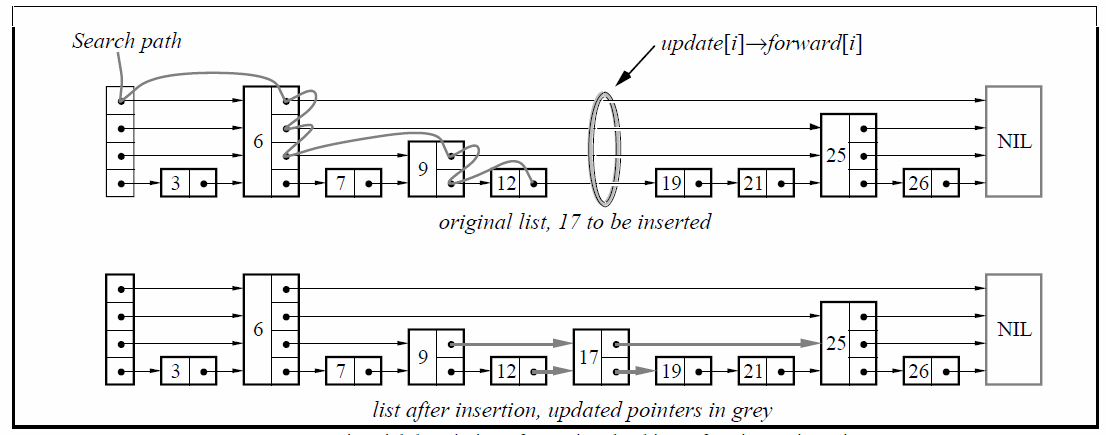 Search path
update[i]→forward[i]
3 6 7 9 12 19 21 25 26 NIL
original list, 17 to be inserted
3 6 7 9 12 17 19 21 25 26 NIL
list after insertion, updated pointers in grey